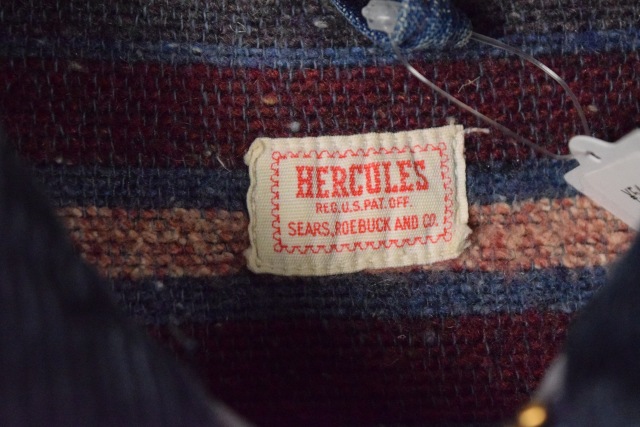 HERCULES
REG.U.S.PAT.OFF.
SEARS, ROEBUCK AND CO.